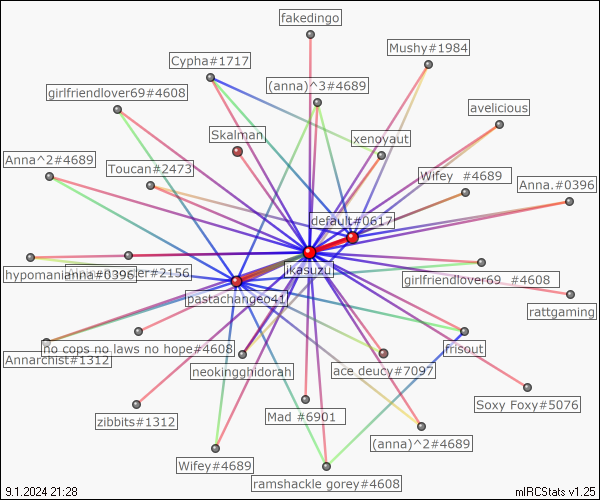 fakedingo
Mushy#1984
Cypha#1717
(anna)^3#4689
girlfriendlover69#4608
avelicious
Skalman
xenoyaut
Anna^2#4689
Toucan#2473
Wifey #4689
Anna.#0396
default#0617
ikasuzu
hypomania
anna#0396
#2156
girlfriendlover69 #4608
pastachangeo41
rattgaming
no cops no laws no hope#4608
frisout
Annarchist#1312
neokingghidorah
ace deucy#7097
Soxy Foxy#5076
zibbits#1312
Mad #6901
(anna)^2#4689
Wifey#4689
ramshackle gorey#4608
9.1.2024 21:28
mIRCStats v1.25